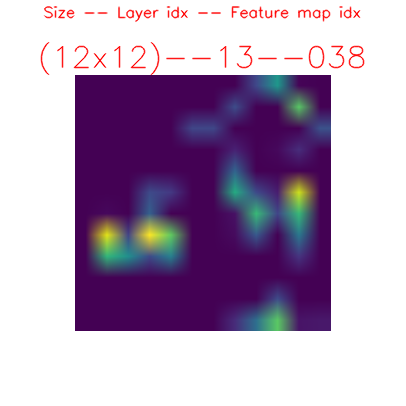 Size -- Layer idx -- Feature map idx
(12x12)--13--038